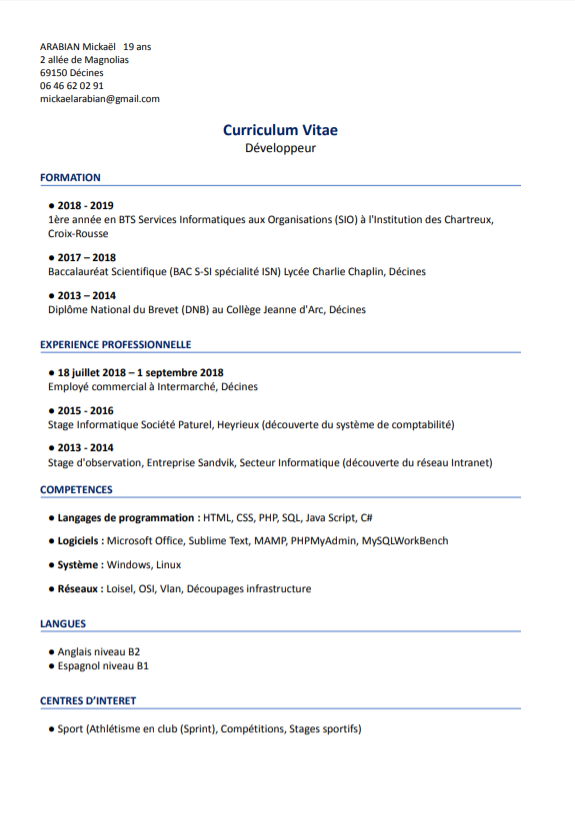 ARABIAN Mickaël 19 ans
2 allée de Magnolias
69150 Décines
06 46 62 02 91
mickaelarabian@gmail.com
Curriculum Vitae
Développeur
FORMATION
● 2018 - 2019
1ère année en BTS Services Informatiques aux Organisations (SIO) à l'Institution des Chartreux,
Croix-Rousse
● 2017 – 2018
Baccalauréat Scientifique (BAC S-SI spécialité ISN) Lycée Charlie Chaplin, Décines
● 2013 – 2014
Diplôme National du Brevet (DNB) au Collège Jeanne d'Arc, Décines
EXPERIENCE PROFESSIONNELLE
● 18 juillet 2018 – 1 septembre 2018
Employé commercial à Intermarché, Décines
● 2015 - 2016
Stage Informatique Société Paturel, Heyrieux (découverte du système de comptabilité)
● 2013 - 2014
Stage d'observation, Entreprise Sandvik, Secteur Informatique (découverte du réseau Intranet)
COMPETENCES
● Langages de programmation : HTML, CSS, PHP, SQL, Java Script, C#
● Logiciels : Microsoft Office, Sublime Text, MAMP, PHPMyAdmin, MySQLWorkBench
● Système : Windows, Linux
● Réseaux : Loisel, OSI, Vlan, Découpages infrastructure
LANGUES
● Anglais niveau B2
● Espagnol niveau B1
CENTRES D’INTERET
● Sport (Athlétisme en club (Sprint), Compétitions, Stages sportifs)